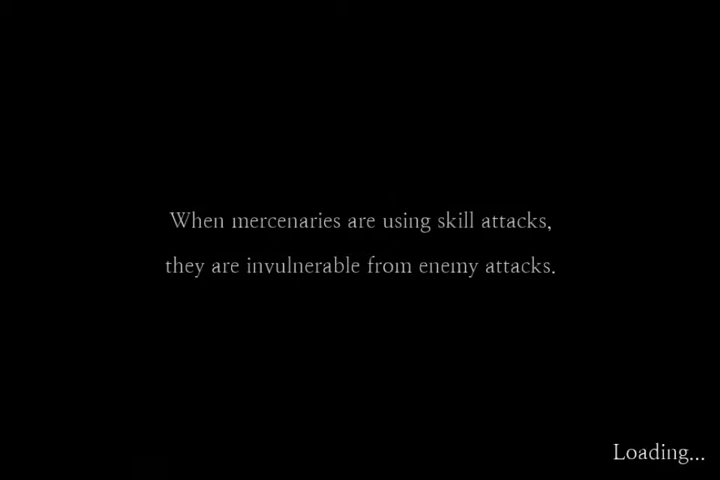 When mercenaries are using skill attacks,
they are invulnerable from enemy attacks.
Loading...